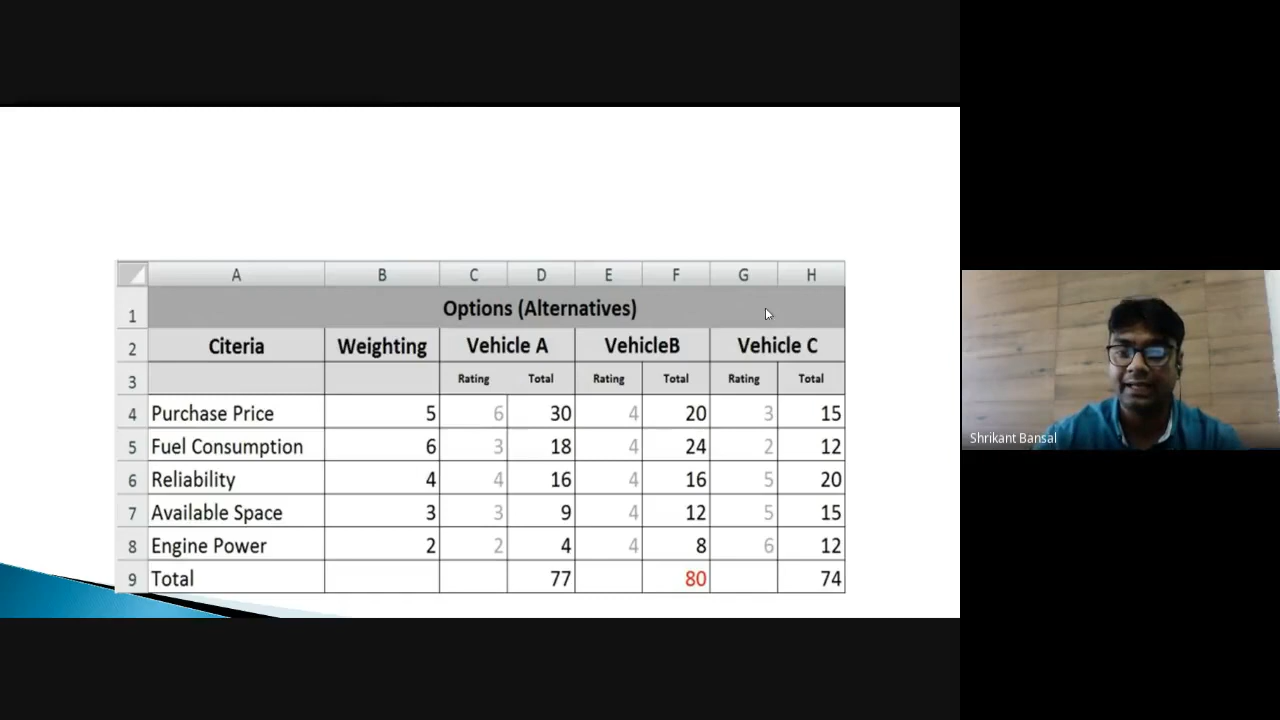 A B C D E F G H
1 Options (Alternatives)
2 Citeria Weighting Vehicle A VehicleB Vehicle C
3 Rating Total Rating Total Rating Total
4 Purchase Price 5 6 30 4 20 3 15
5 Fuel Consumption 6 3 18 4 24 2 12
6 Reliability 4 4 16 4 16 5 20
7 Available Space 3 3 9 4 12 5 15
8 Engine Power 2 2 4 4 8 6 12
9 Total 77 80 74
Shrikant Bansal